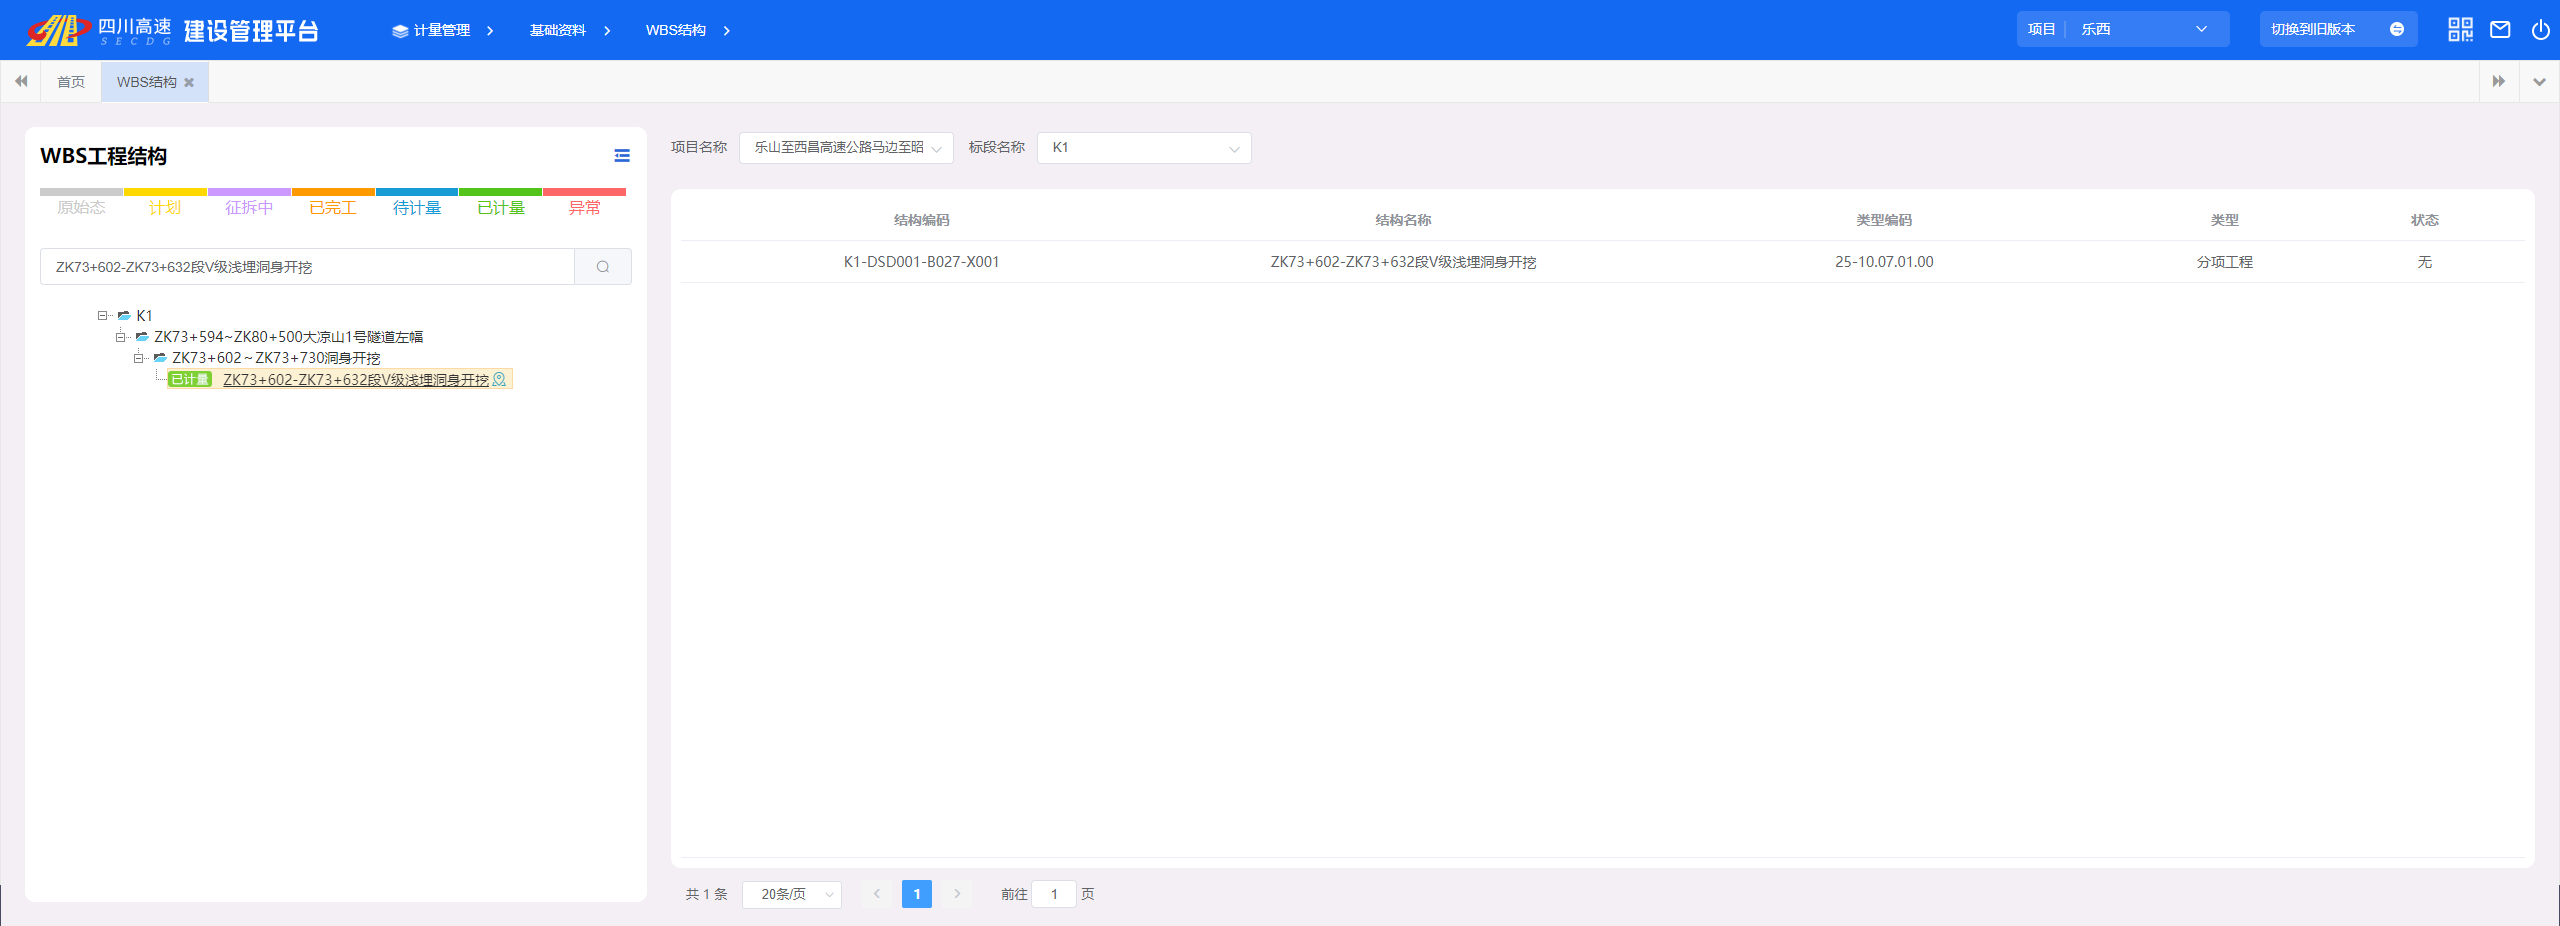 四川高速 SECDG 建设管理平台 计量管理 基础资料 WBS结构 项目 乐西 切换到旧版本
首页 WBS结构
WBS工程结构
原始态 计划 征拆中 已完工 待计量 已计量 异常
ZK73+602-ZK73+632段V级浅埋洞身开挖
K1
ZK73+594~ZK80+500大凉山1号隧道左幅
ZK73+602～ZK73+730洞身开挖
已计量 ZK73+602-ZK73+632段V级浅埋洞身开挖
项目名称 乐山至西昌高速公路马边至昭 标段名称 K1
结构编码 结构名称 类型编码 类型 状态
K1-DSD001-B027-X001 ZK73+602-ZK73+632段V级浅埋洞身开挖 25-10.07.01.00 分项工程 无
共 1 条 20条/页 1 前往 1 页